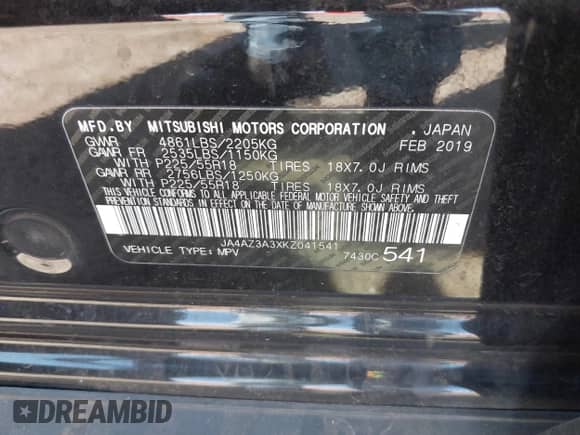 MFD.BY MITSUBISHI MOTORS CORPORATION , JAPAN
GVWR 4861LBS/2205KG FEB 2019
GAWR FR 2535LBS/1150KG
WITH P225/55R18 TIRES 18X7.0J RIMS
GAWR RR 2756LBS/1250KG
WITH P225/55R18 TIRES 18X7.0J RIMS
THIS VEHICLE CONFORMS TO ALL APPLICABLE FEDERAL MOTOR VEHICLE SAFETY AND THEFT
PREVENTION STANDARDS IN EFFECT ON THE DATE OF MANUFACTURE SHOWN ABOVE.
JA4AZ3A3XKZ041541
VEHICLE TYPE: MPV 7430C 541
DREAMBID